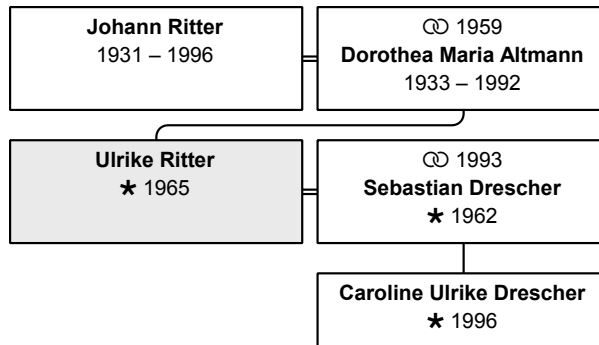 Johann Ritter
1931 – 1996
⚭ 1959
Dorothea Maria Altmann
1933 – 1992
Ulrike Ritter
★ 1965
⚭ 1993
Sebastian Drescher
★ 1962
Caroline Ulrike Drescher
★ 1996